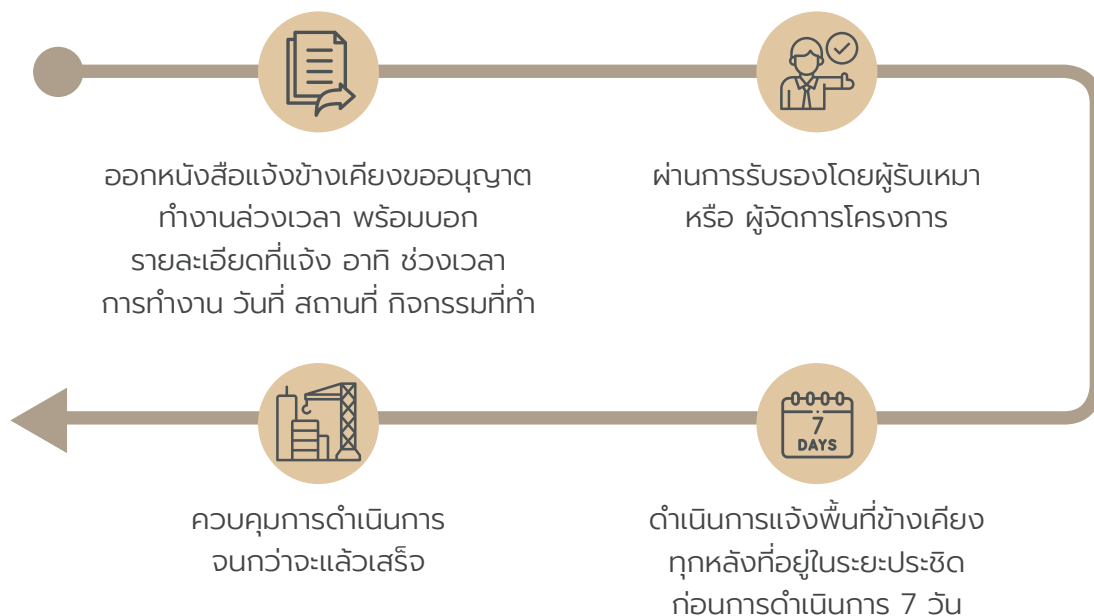 ออกหนังสือแจ้งข้างเคียงขออนุญาต
ทำงานล่วงเวลา พร้อมบอก
รายละเอียดที่แจ้ง อาทิ ช่วงเวลา
การทำงาน วันที่ สถานที่ กิจกรรมที่ทำ
ผ่านการรับรองโดยผู้รับเหมา
หรือ ผู้จัดการโครงการ
7
DAYS
ดำเนินการแจ้งพื้นที่ข้างเคียง
ทุกหลังที่อยู่ในระยะประชิด
ก่อนการดำเนินการ 7 วัน
ควบคุมการดำเนินการ
จนกว่าจะแล้วเสร็จ